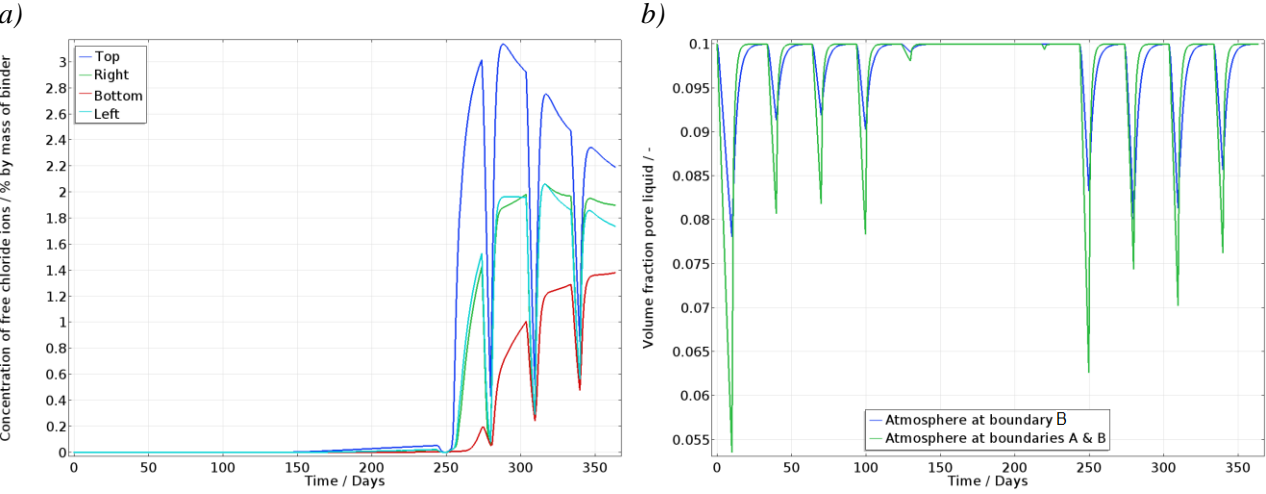 a)
Concentration of free chloride ions / % by mass of binder
3
2.8
2.6
2.4
2.2
2
1.8
1.6
1.4
1.2
1
0.8
0.6
0.4
0.2
0
Top
Right
Bottom
Left
0 50 100 150 200 250 300 350
Time / Days
b)
Volume fraction pore liquid / -
0.1
0.095
0.09
0.085
0.08
0.075
0.07
0.065
0.06
0.055
Atmosphere at boundary B
Atmosphere at boundaries A & B
0 50 100 150 200 250 300 350
Time / Days